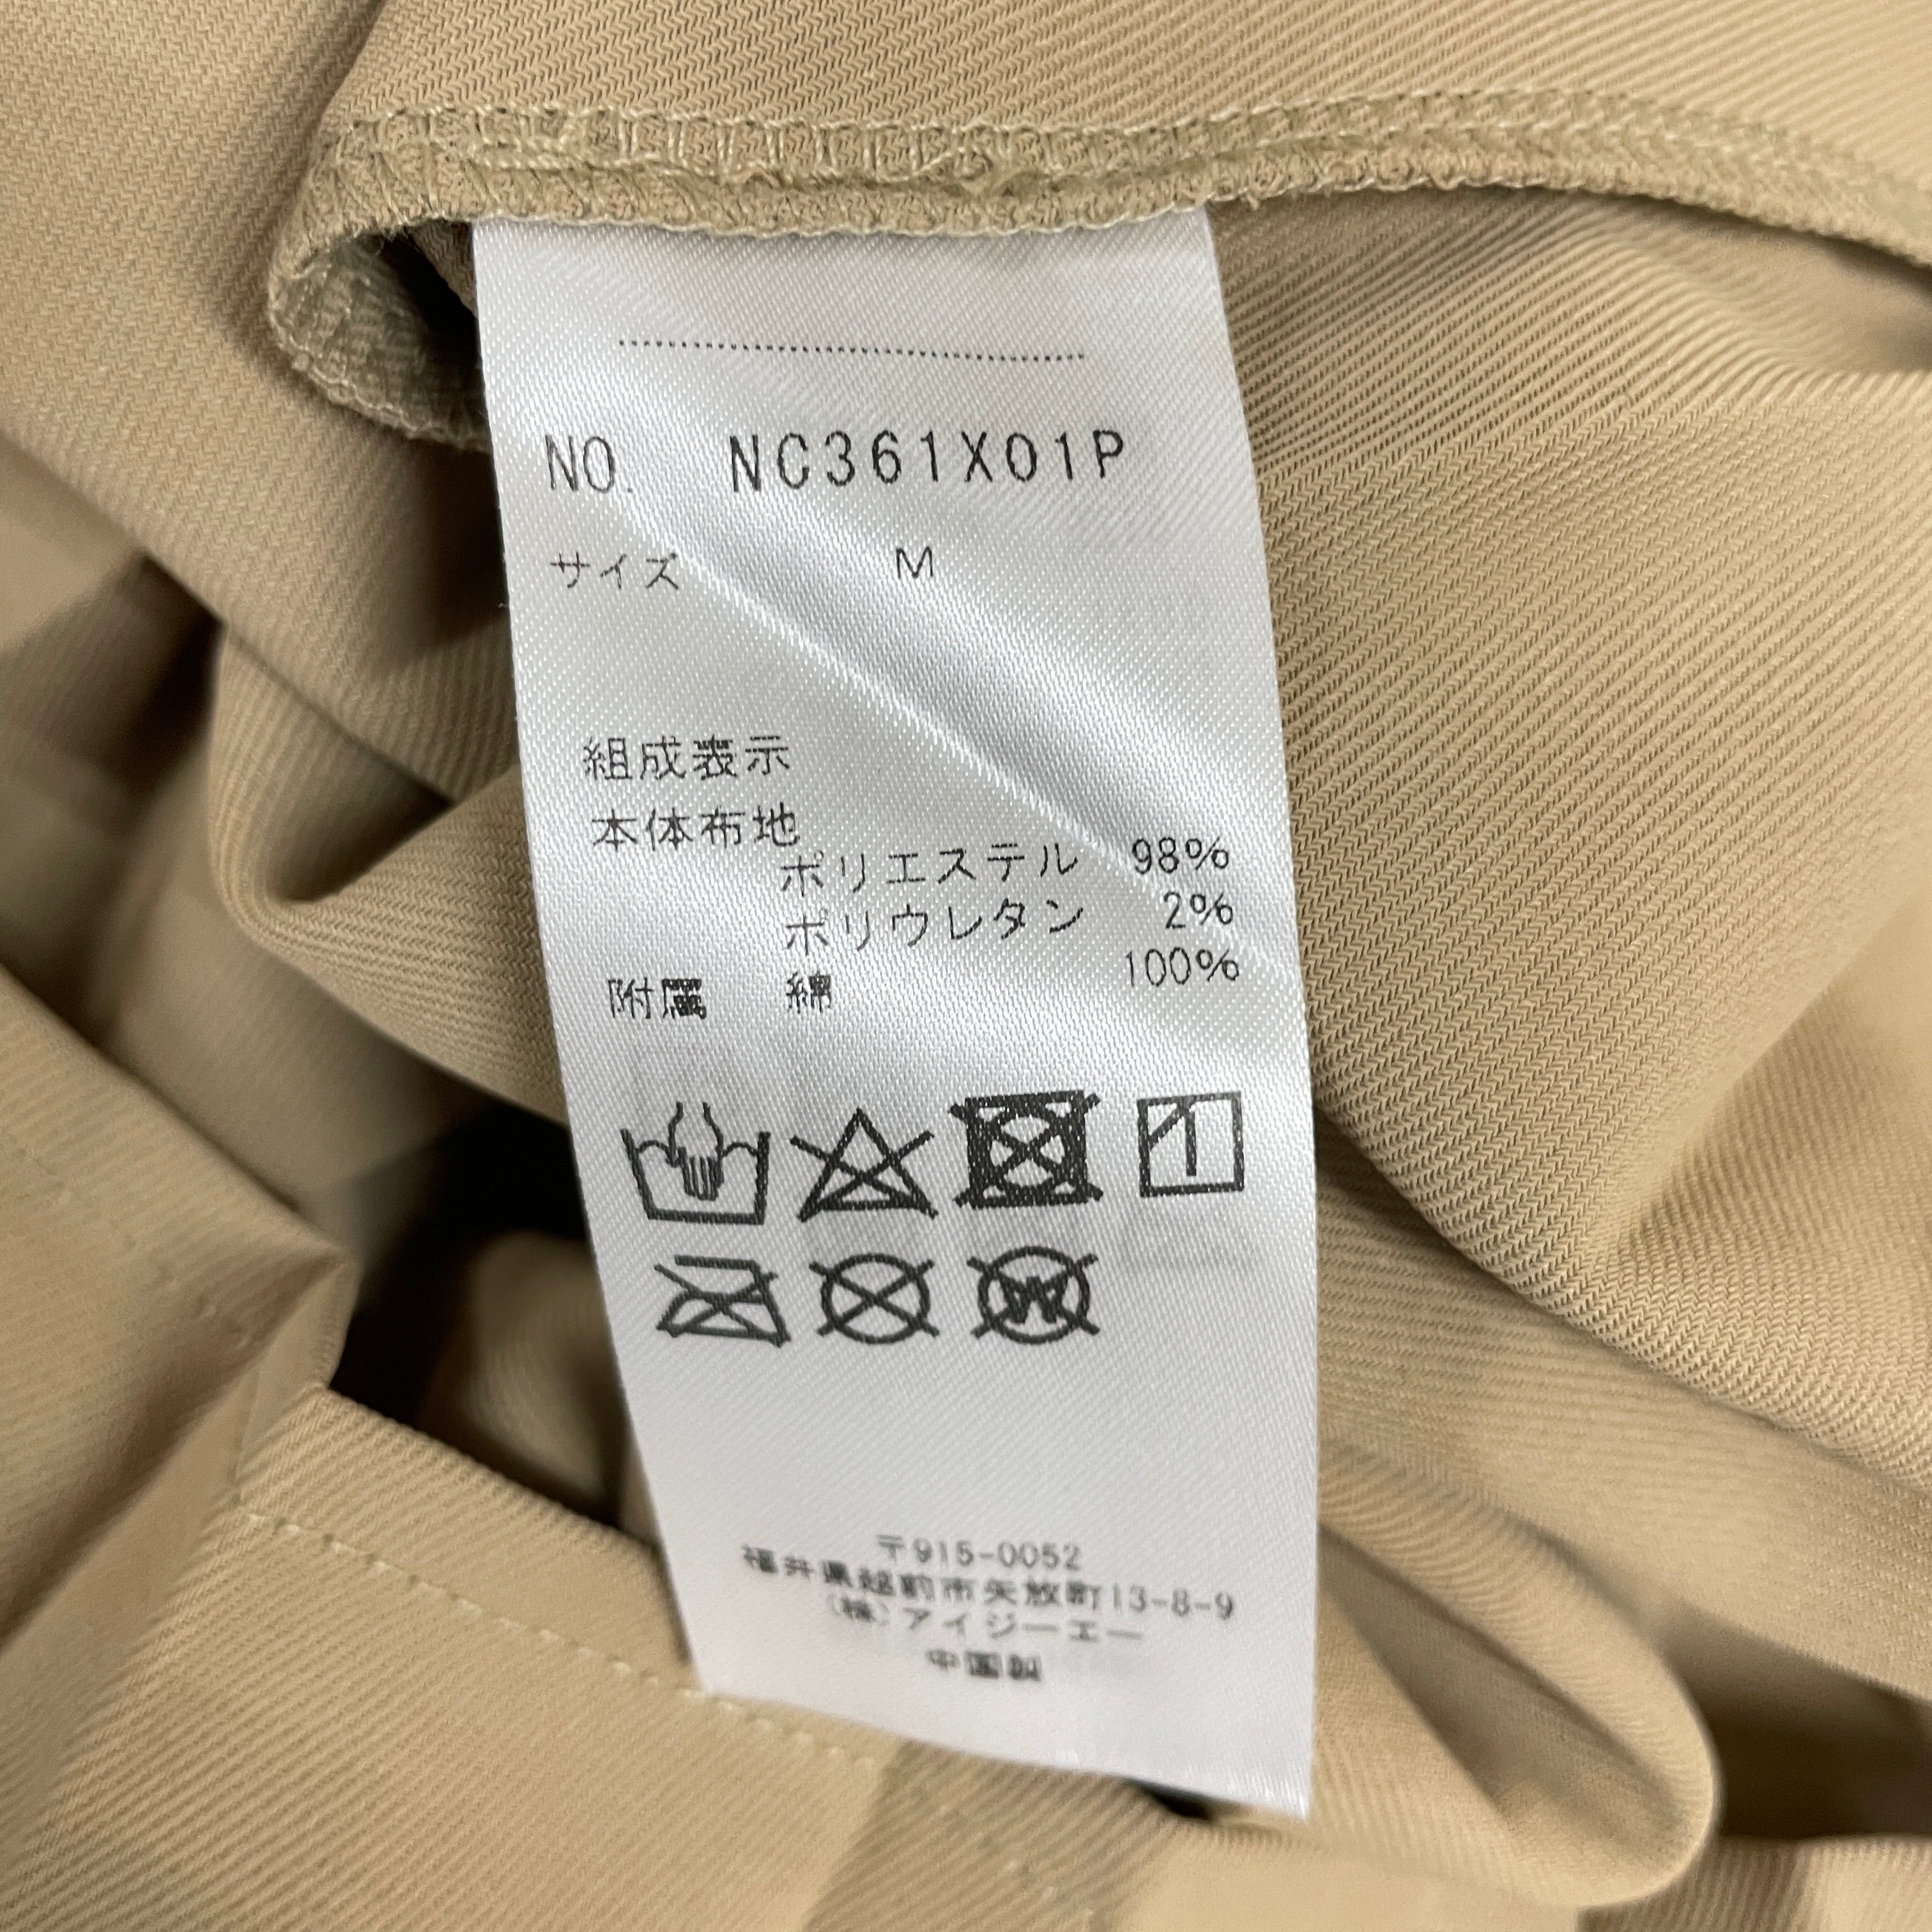 NO. NC361X01P
サイズ M
組成表示
本体布地
ポリエステル 98%
ポリウレタン 2%
附属 綿 100%
〒915-0052
福井県越前市矢放町13-8-9
(株)アイジーエー
中国製